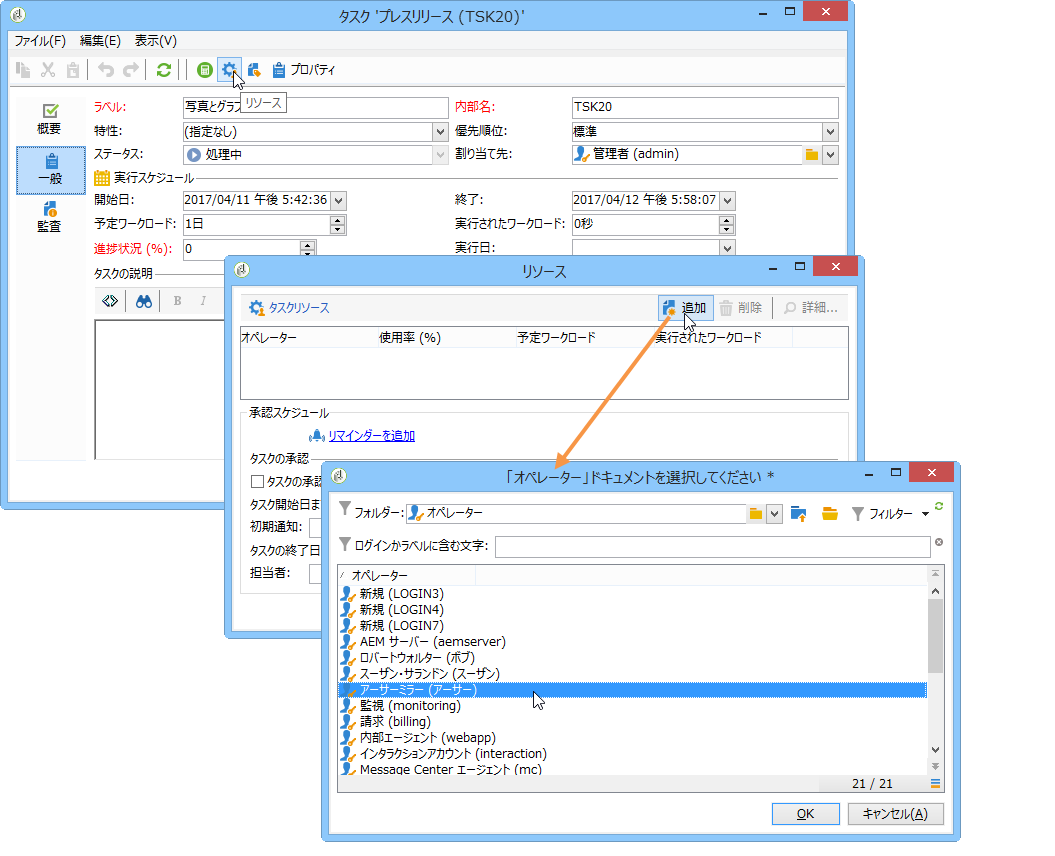 タスク 'プレスリリース (TSK20)'
ファイル(F) 編集(E) 表示(V)
プロパティ
リソース
概要
一般
監査
ラベル: 写真とグラフ 内部名: TSK20
特性: (指定なし) 優先順位: 標準
ステータス: 処理中 割り当て先: 管理者 (admin)
実行スケジュール
開始日: 2017/04/11 午後 5:42:36 終了: 2017/04/12 午後 5:58:07
予定ワークロード: 1日 実行されたワークロード: 0秒
進捗状況 (%): 0 実行日:
タスクの説明
B I
リソース
タスクリソース 追加 削除 詳細...
オペレーター 使用率 (%) 予定ワークロード 実行されたワークロード
承認スケジュール
リマインダーを追加
タスクの承認
タスクの承認
タスク開始日ま
初期通知:
タスクの終了日
担当者:
「オペレーター」ドキュメントを選択してください *
フォルダー: オペレーター フィルター
ログインかラベルに含む文字:
オペレーター
新規 (LOGIN3)
新規 (LOGIN4)
新規 (LOGIN7)
AEM サーバー (aemserver)
ロバートウォルター (ボブ)
スーザン・サランドン (スーザン)
アーサーミラー (アーサー)
監視 (monitoring)
請求 (billing)
内部エージェント (webapp)
インタラクションアカウント (interaction)
Message Center エージェント (mc)
21 / 21
OK キャンセル(A)